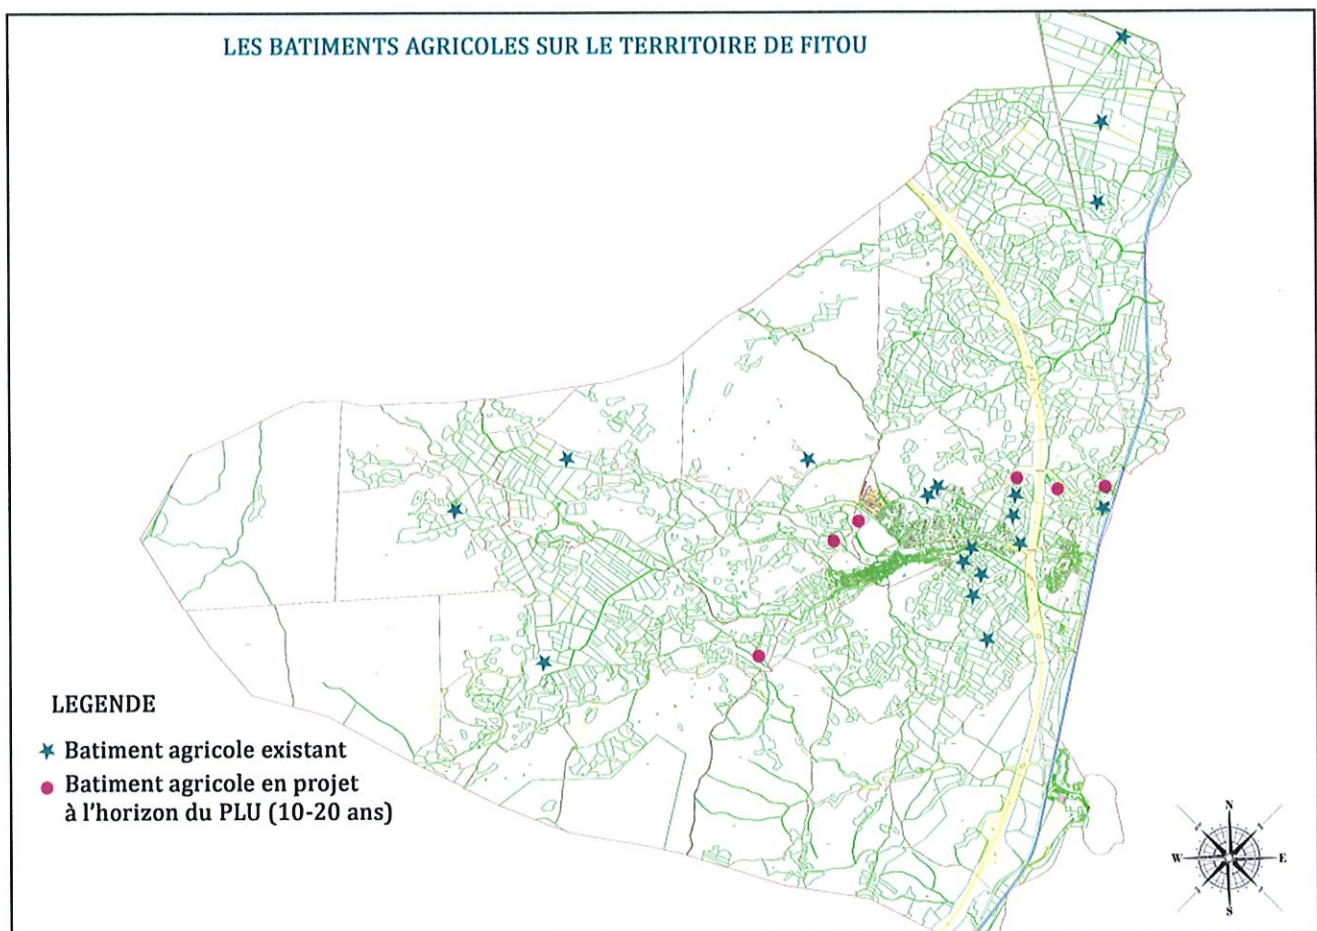 LES BATIMENTS AGRICOLES SUR LE TERRITOIRE DE FITOU
LEGENDE
Batiment agricole existant
Batiment agricole en projet
à l'horizon du PLU (10-20 ans)
N
W
E
S